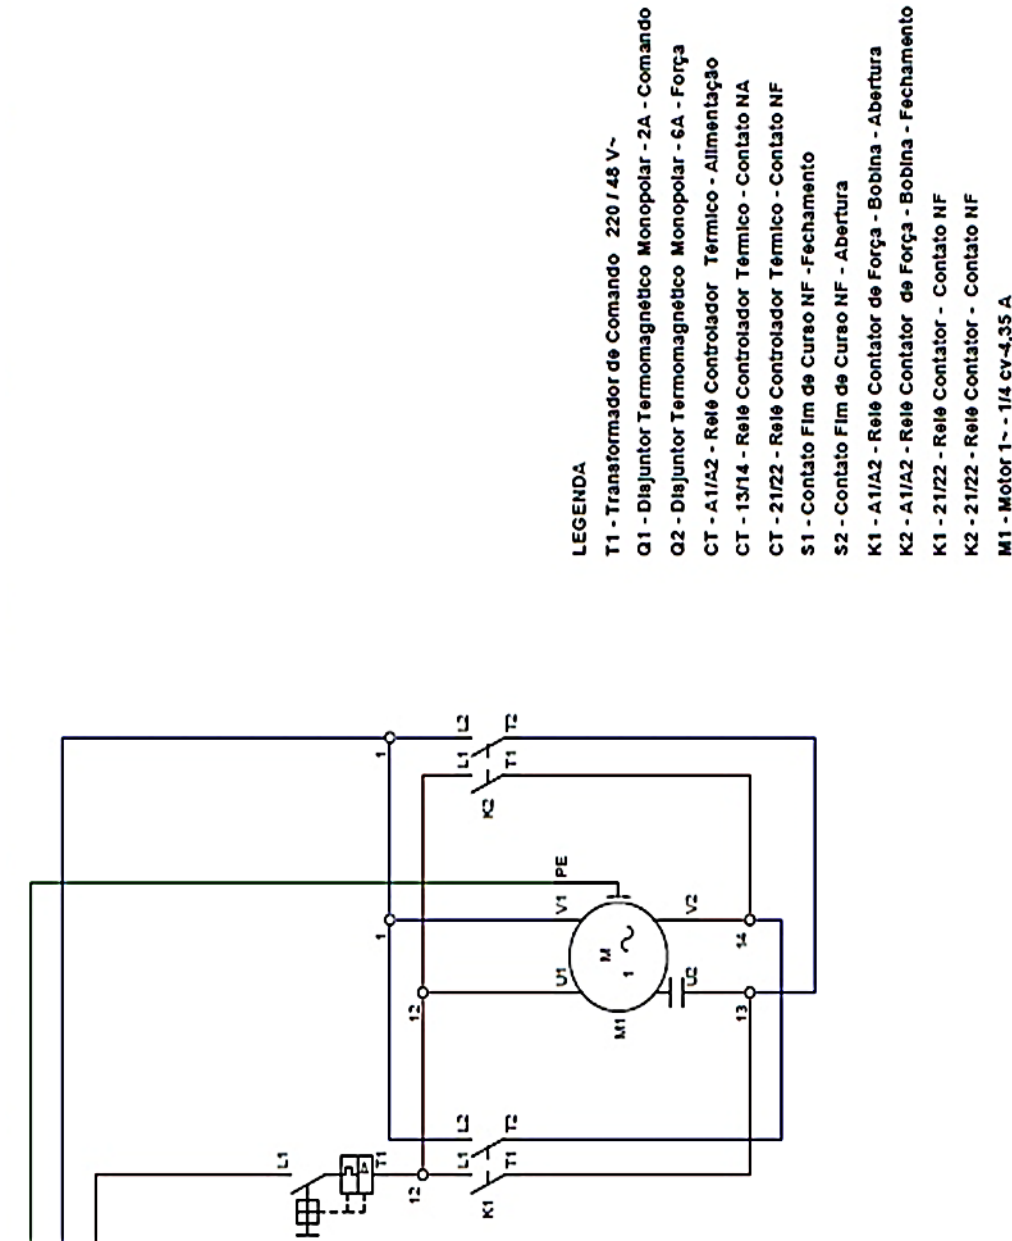 LEGENDA
T1 - Transformador de Comando 220 / 48 V~
Q1 - Disjuntor Termomagnético Monopolar - 2A - Comando
Q2 - Disjuntor Termomagnético Monopolar - 6A - Força
CT - A1/A2 - Relé Controlador Térmico - Alimentação
CT - 13/14 - Relé Controlador Térmico - Contato NA
CT - 21/22 - Relé Controlador Térmico - Contato NF
S1 - Contato Fim de Curso NF -Fechamento
S2 - Contato Fim de Curso NF - Abertura
K1 - A1/A2 - Relé Contator de Força - Bobina - Abertura
K2 - A1/A2 - Relé Contator de Força - Bobina - Fechamento
K1 - 21/22 - Relé Contator - Contato NF
K2 - 21/22 - Relé Contator - Contato NF
M1 - Motor 1~ - 1/4 cv-4,35 A
L1
T1
12
1
L1
L2
K1
T1
T2
12
1
U1
V1
PE
M
1 ~
M1
U2
V2
13
14
1
L1
L2
K2
T1
T2